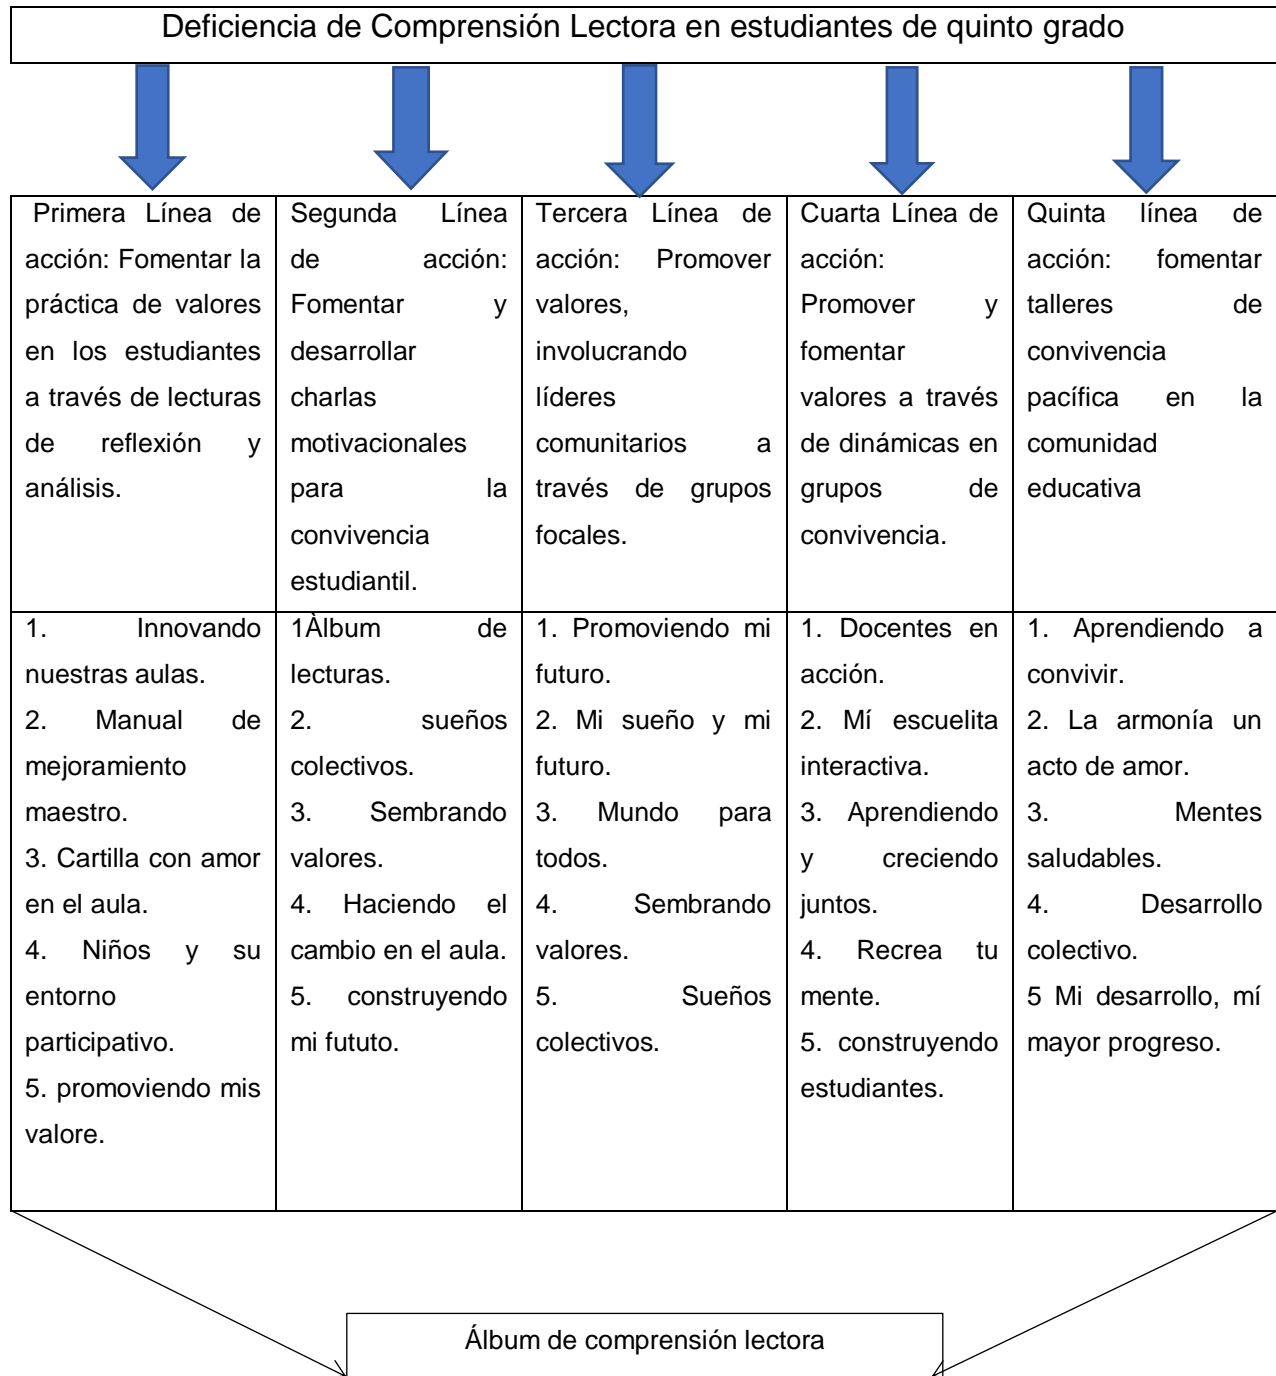 Deficiencia de Comprensión Lectora en estudiantes de quinto grado
Primera Línea de
acción: Fomentar la
práctica de valores
en los estudiantes
a través de lecturas
de reflexión y
análisis.
Segunda Línea
de acción:
Fomentar y
desarrollar
charlas
motivacionales
para la
convivencia
estudiantil.
Tercera Línea de
acción: Promover
valores,
involucrando
líderes
comunitarios a
través de grupos
focales.
Cuarta Línea de
acción:
Promover y
fomentar
valores a través
de dinámicas en
grupos de
convivencia.
Quinta línea de
acción: fomentar
talleres de
convivencia
pacífica en la
comunidad
educativa
1. Innovando
nuestras aulas.
2. Manual de
mejoramiento
maestro.
3. Cartilla con amor
en el aula.
4. Niños y su
entorno
participativo.
5. promoviendo mis
valore.
1Àlbum de
lecturas.
2. sueños
colectivos.
3. Sembrando
valores.
4. Haciendo el
cambio en el aula.
5. construyendo
mi fututo.
1. Promoviendo mi
futuro.
2. Mi sueño y mi
futuro.
3. Mundo para
todos.
4. Sembrando
valores.
5. Sueños
colectivos.
1. Docentes en
acción.
2. Mí escuelita
interactiva.
3. Aprendiendo
y creciendo
juntos.
4. Recrea tu
mente.
5. construyendo
estudiantes.
1. Aprendiendo a
convivir.
2. La armonía un
acto de amor.
3. Mentes
saludables.
4. Desarrollo
colectivo.
5 Mi desarrollo, mí
mayor progreso.
Álbum de comprensión lectora